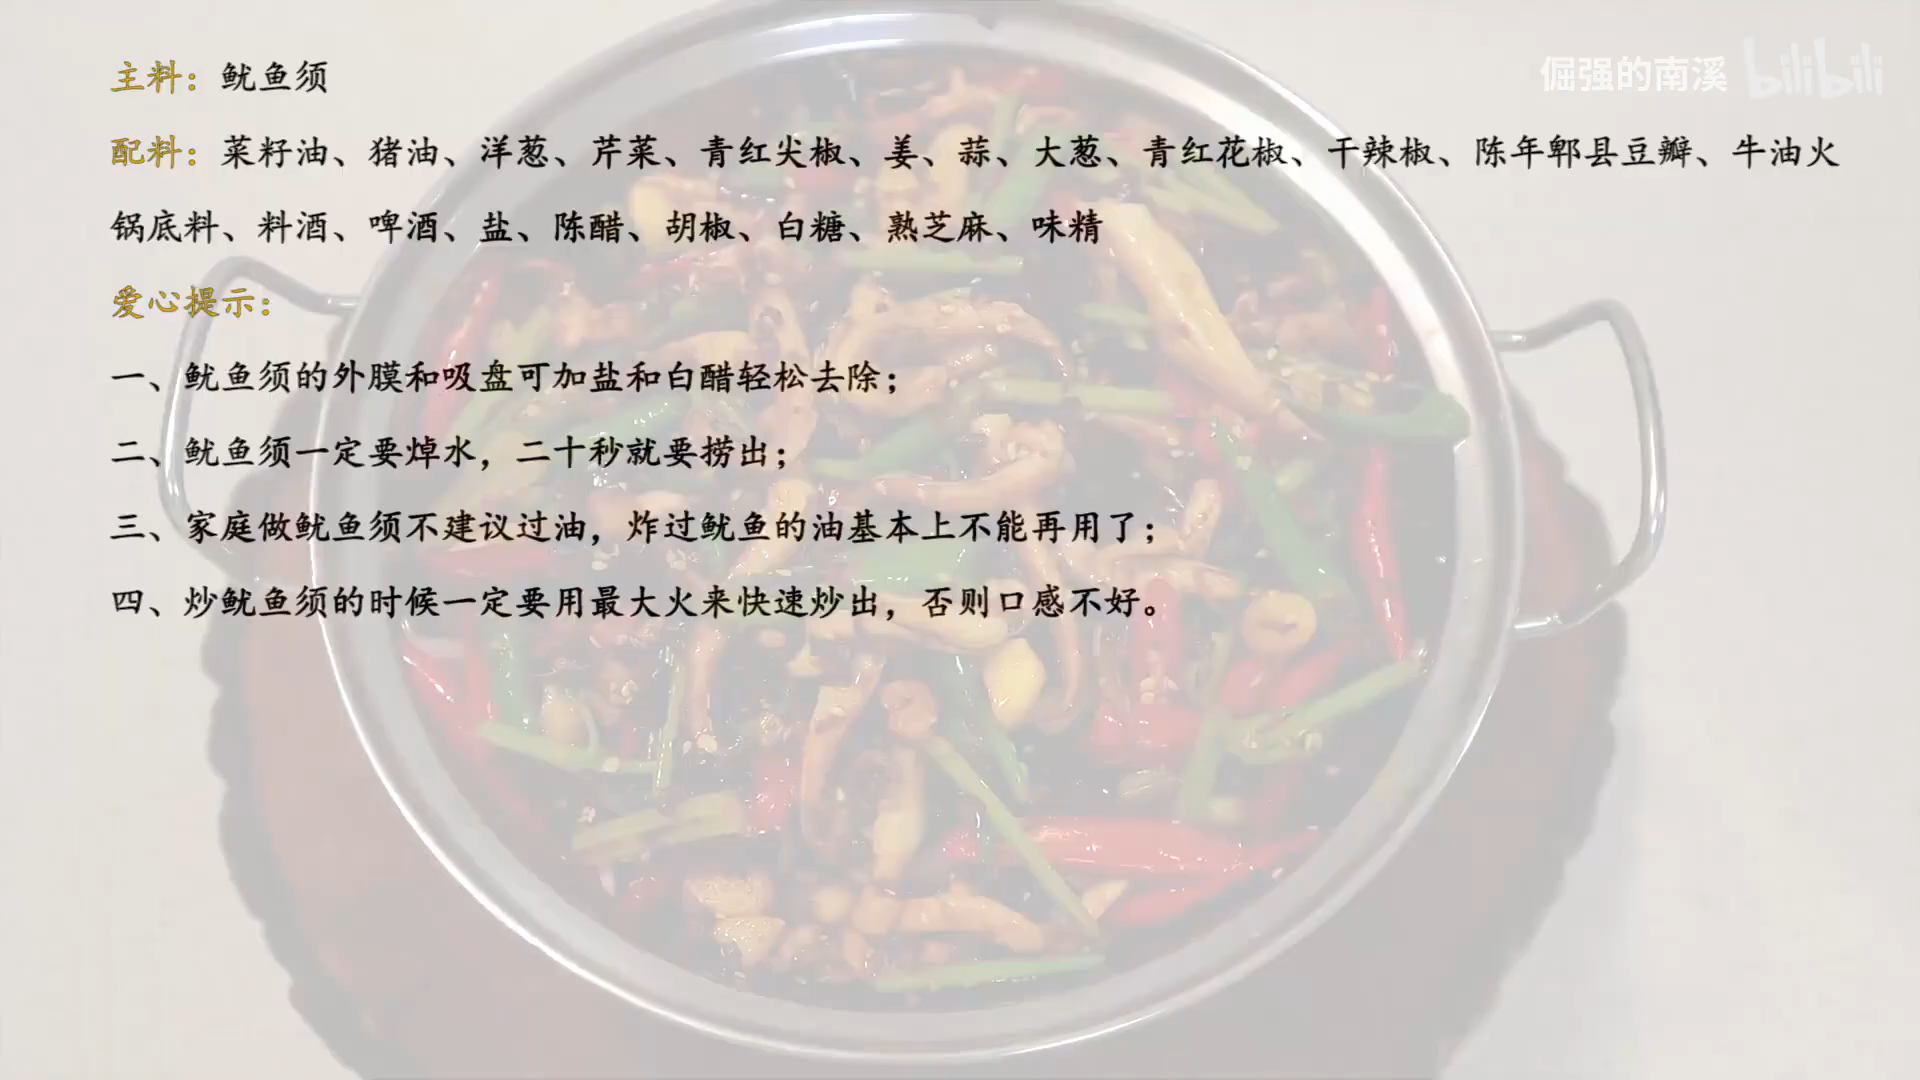 倔强的南溪 bilibili
主料：鱿鱼须
配料：菜籽油、猪油、洋葱、芹菜、青红尖椒、姜、蒜、大葱、青红花椒、干辣椒、陈年郫县豆瓣、牛油火
锅底料、料酒、啤酒、盐、陈醋、胡椒、白糖、熟芝麻、味精
爱心提示：
一、鱿鱼须的外膜和吸盘可加盐和白醋轻松去除；
二、鱿鱼须一定要焯水，二十秒就要捞出；
三、家庭做鱿鱼须不建议过油，炸过鱿鱼的油基本上不能再用了；
四、炒鱿鱼须的时候一定要用最大火来快速炒出，否则口感不好。